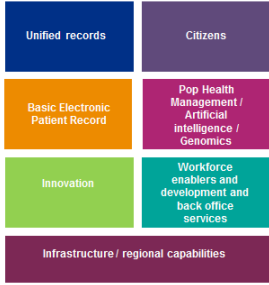 Unified records
Citizens
Basic Electronic
Patient Record
Pop Health
Management /
Artificial
intelligence /
Genomics
Innovation
Workforce
enablers and
development and
back office
services
Infrastructure / regional capabilities